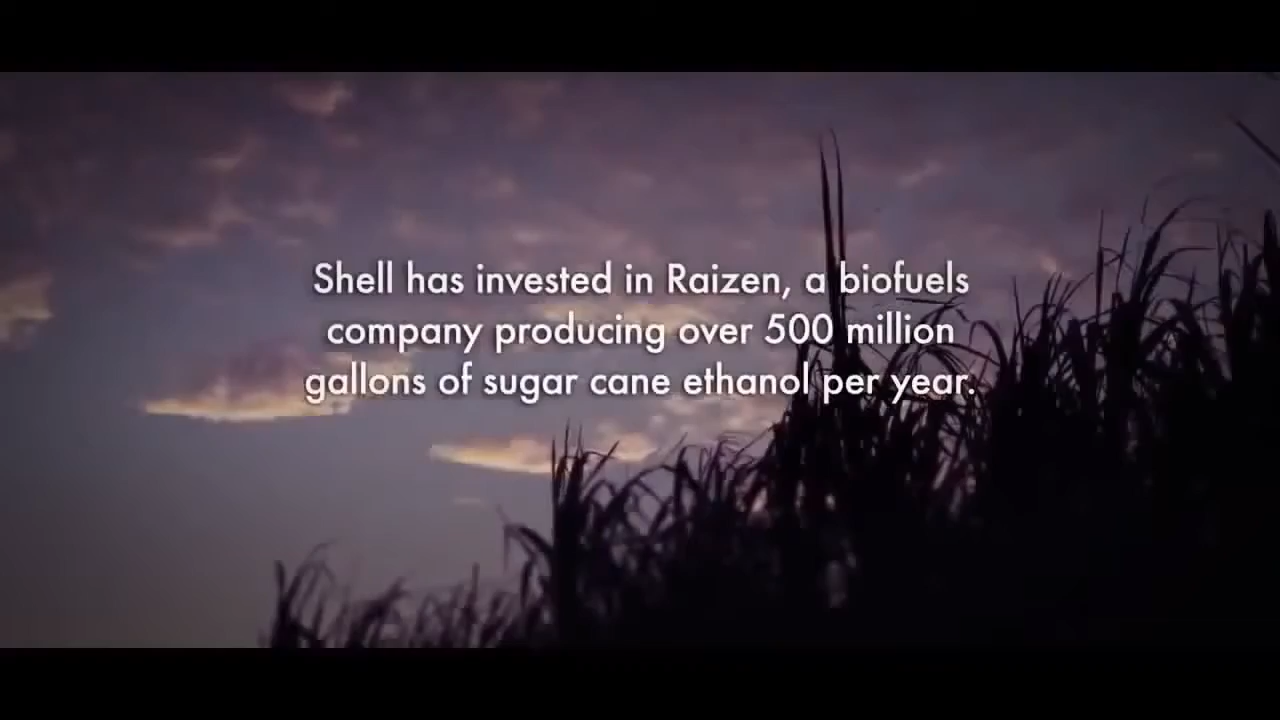 Shell has invested in Raizen, a biofuels
company producing over 500 million
gallons of sugar cane ethanol per year.